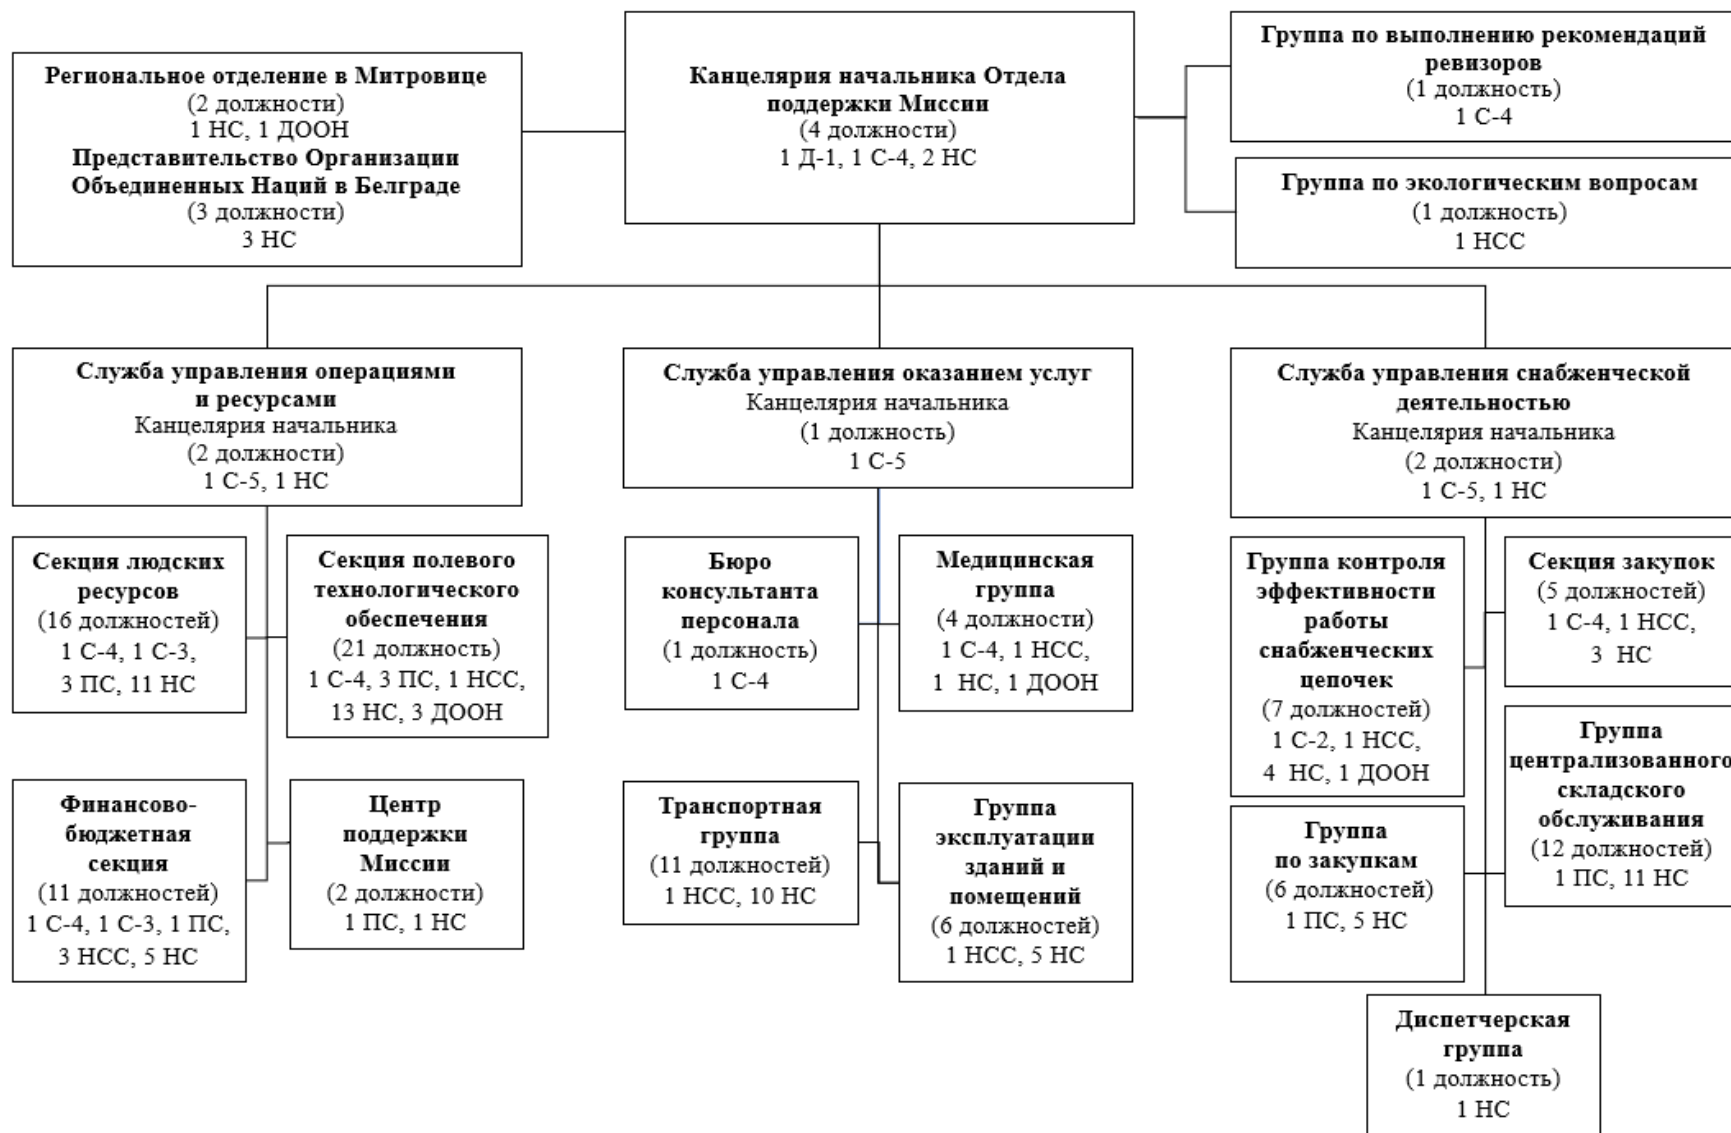 Региональное отделение в Митровице
(2 должности)
1 НС, 1 ДООН
Представительство Организации
Объединенных Наций в Белграде
(3 должности)
3 НС
Канцелярия начальника Отдела
поддержки Миссии
(4 должности)
1 Д-1, 1 С-4, 2 НС
Группа по выполнению рекомендаций
ревизоров
(1 должность)
1 С-4
Группа по экологическим вопросам
(1 должность)
1 НСС
Служба управления операциями
и ресурсами
Канцелярия начальника
(2 должности)
1 С-5, 1 НС
Служба управления оказанием услуг
Канцелярия начальника
(1 должность)
1 С-5
Служба управления снабженческой
деятельностью
Канцелярия начальника
(2 должности)
1 С-5, 1 НС
Секция людских
ресурсов
(16 должностей)
1 С-4, 1 С-3,
3 ПС, 11 НС
Секция полевого
технологического
обеспечения
(21 должность)
1 С-4, 3 ПС, 1 НСС,
13 НС, 3 ДООН
Бюро
консультанта
персонала
(1 должность)
1 С-4
Медицинская
группа
(4 должности)
1 С-4, 1 НСС,
1 НС, 1 ДООН
Группа контроля
эффективности
работы
снабженческих
цепочек
(7 должностей)
1 С-2, 1 НСС,
4 НС, 1 ДООН
Секция закупок
(5 должностей)
1 С-4, 1 НСС,
3 НС
Финансово-
бюджетная
секция
(11 должностей)
1 С-4, 1 С-3, 1 ПС,
3 НСС, 5 НС
Центр
поддержки
Миссии
(2 должности)
1 ПС, 1 НС
Транспортная
группа
(11 должностей)
1 НСС, 10 НС
Группа
эксплуатации
зданий и
помещений
(6 должностей)
1 НСС, 5 НС
Группа
по закупкам
(6 должностей)
1 ПС, 5 НС
Группа
централизованного
складского
обслуживания
(12 должностей)
1 ПС, 11 НС
Диспетчерская
группа
(1 должность)
1 НС